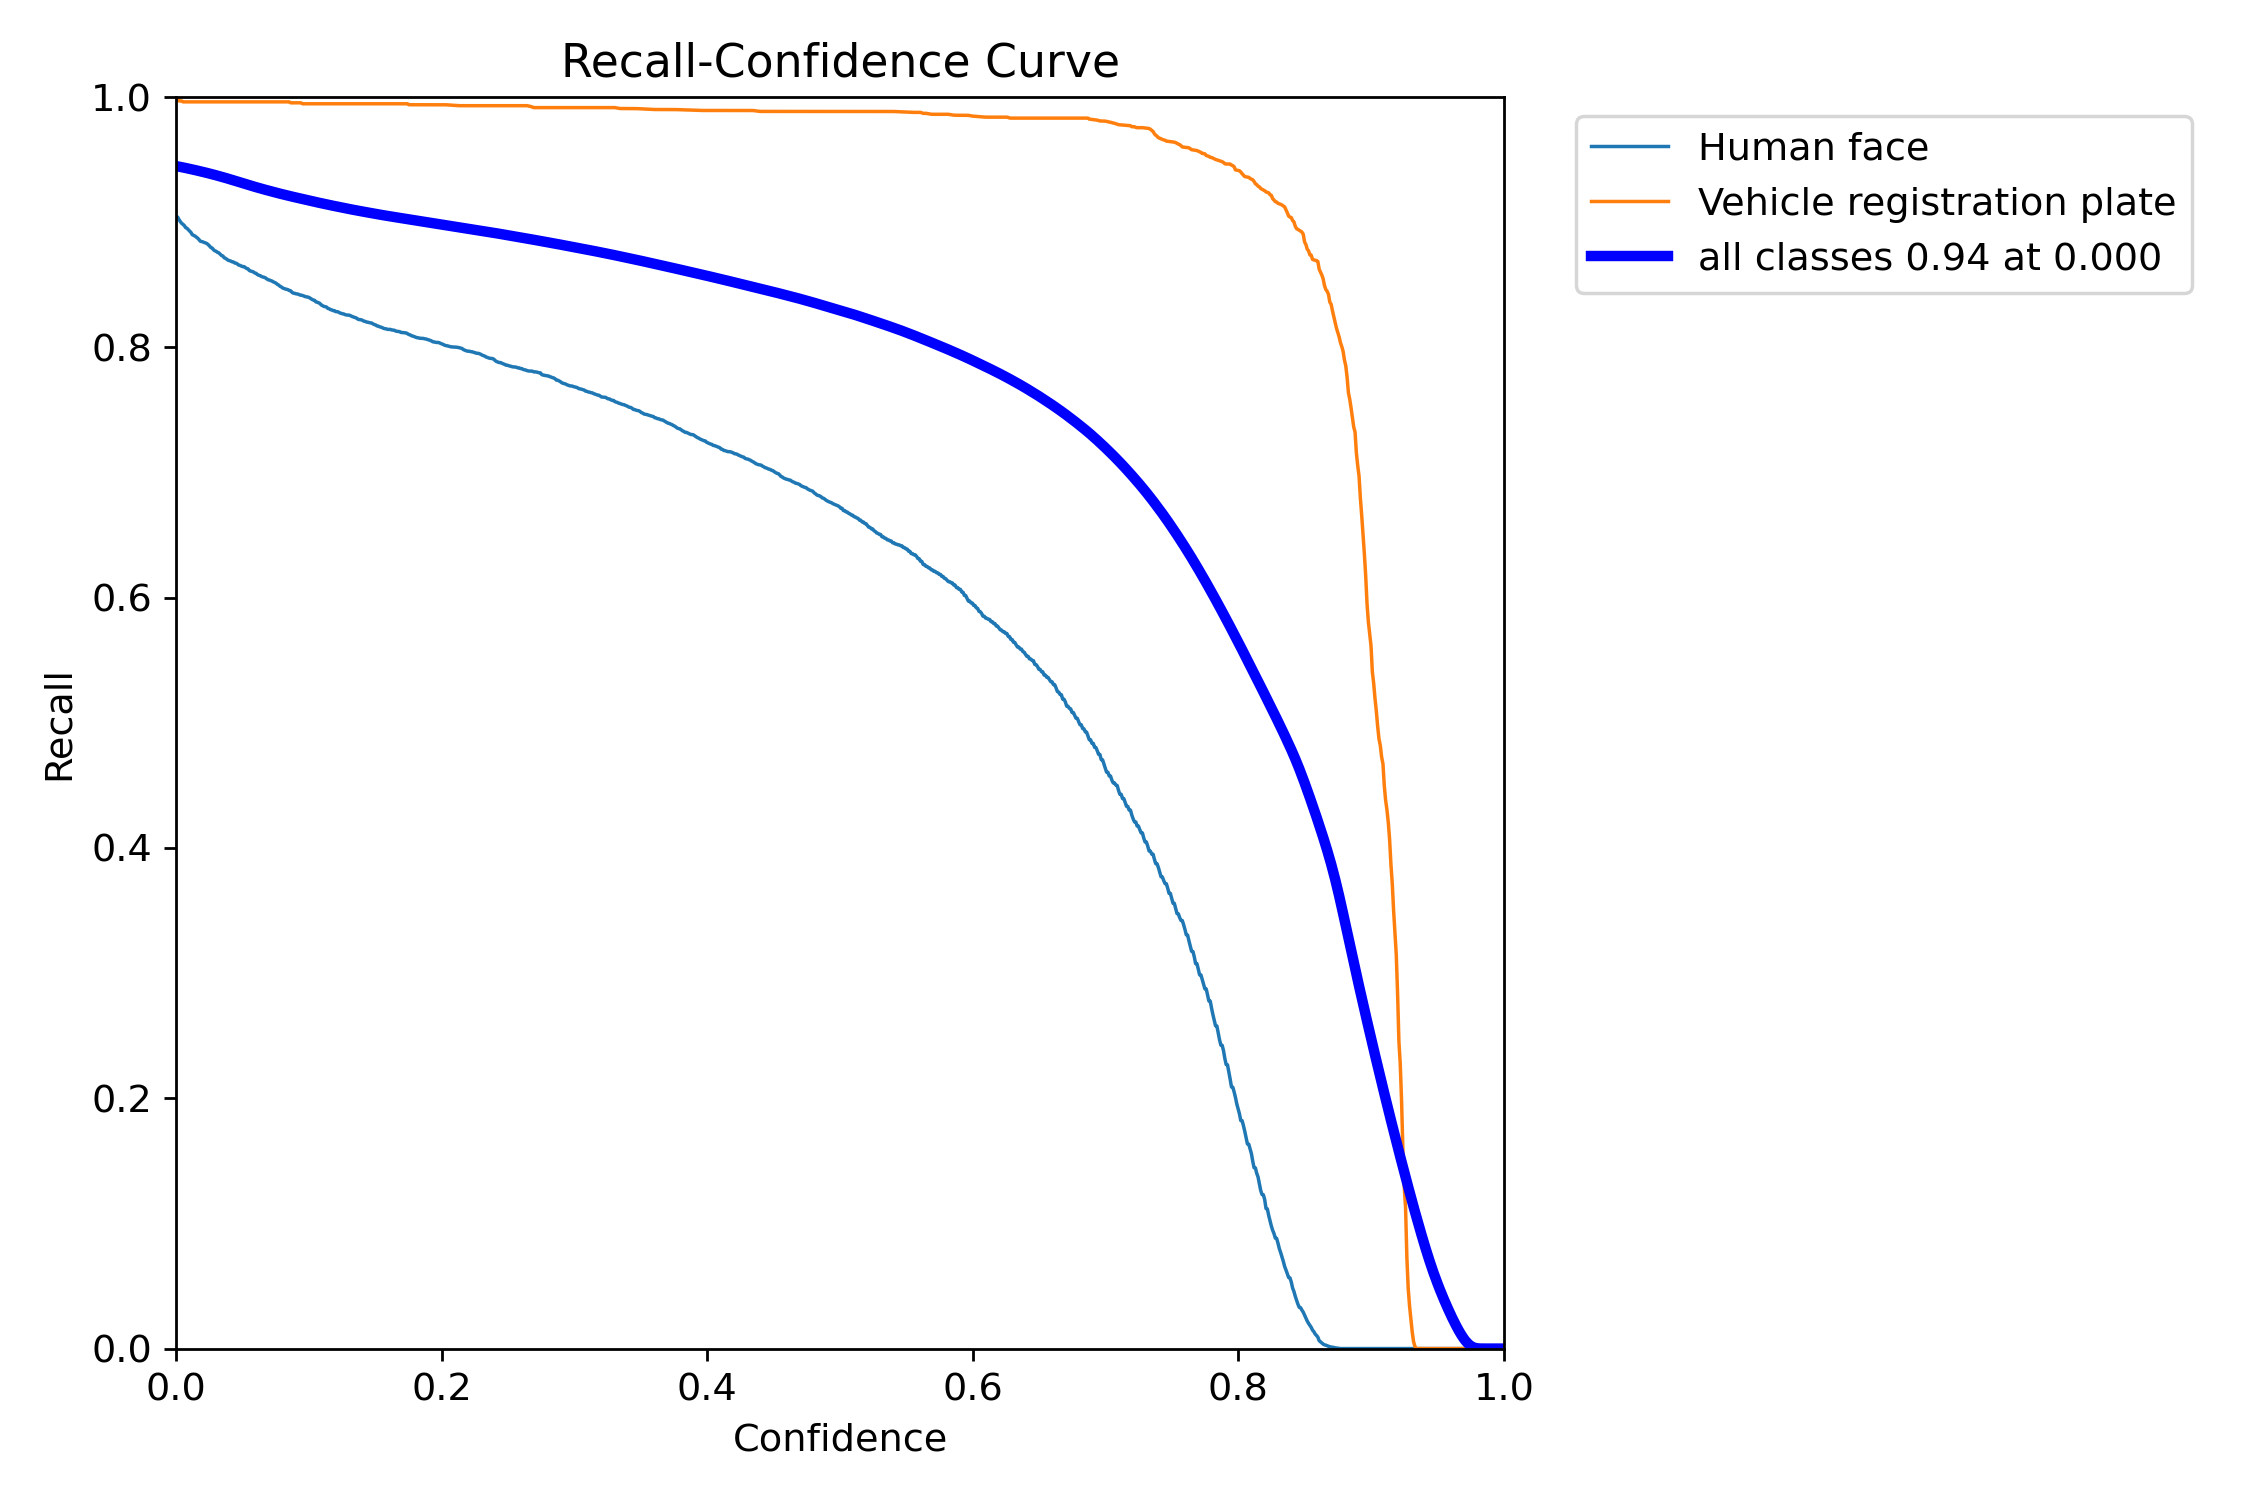 Recall-Confidence Curve
Human face
Vehicle registration plate
all classes 0.94 at 0.000
1.0
0.8
0.6
0.4
0.2
0.0
Recall
0.0 0.2 0.4 0.6 0.8 1.0
Confidence